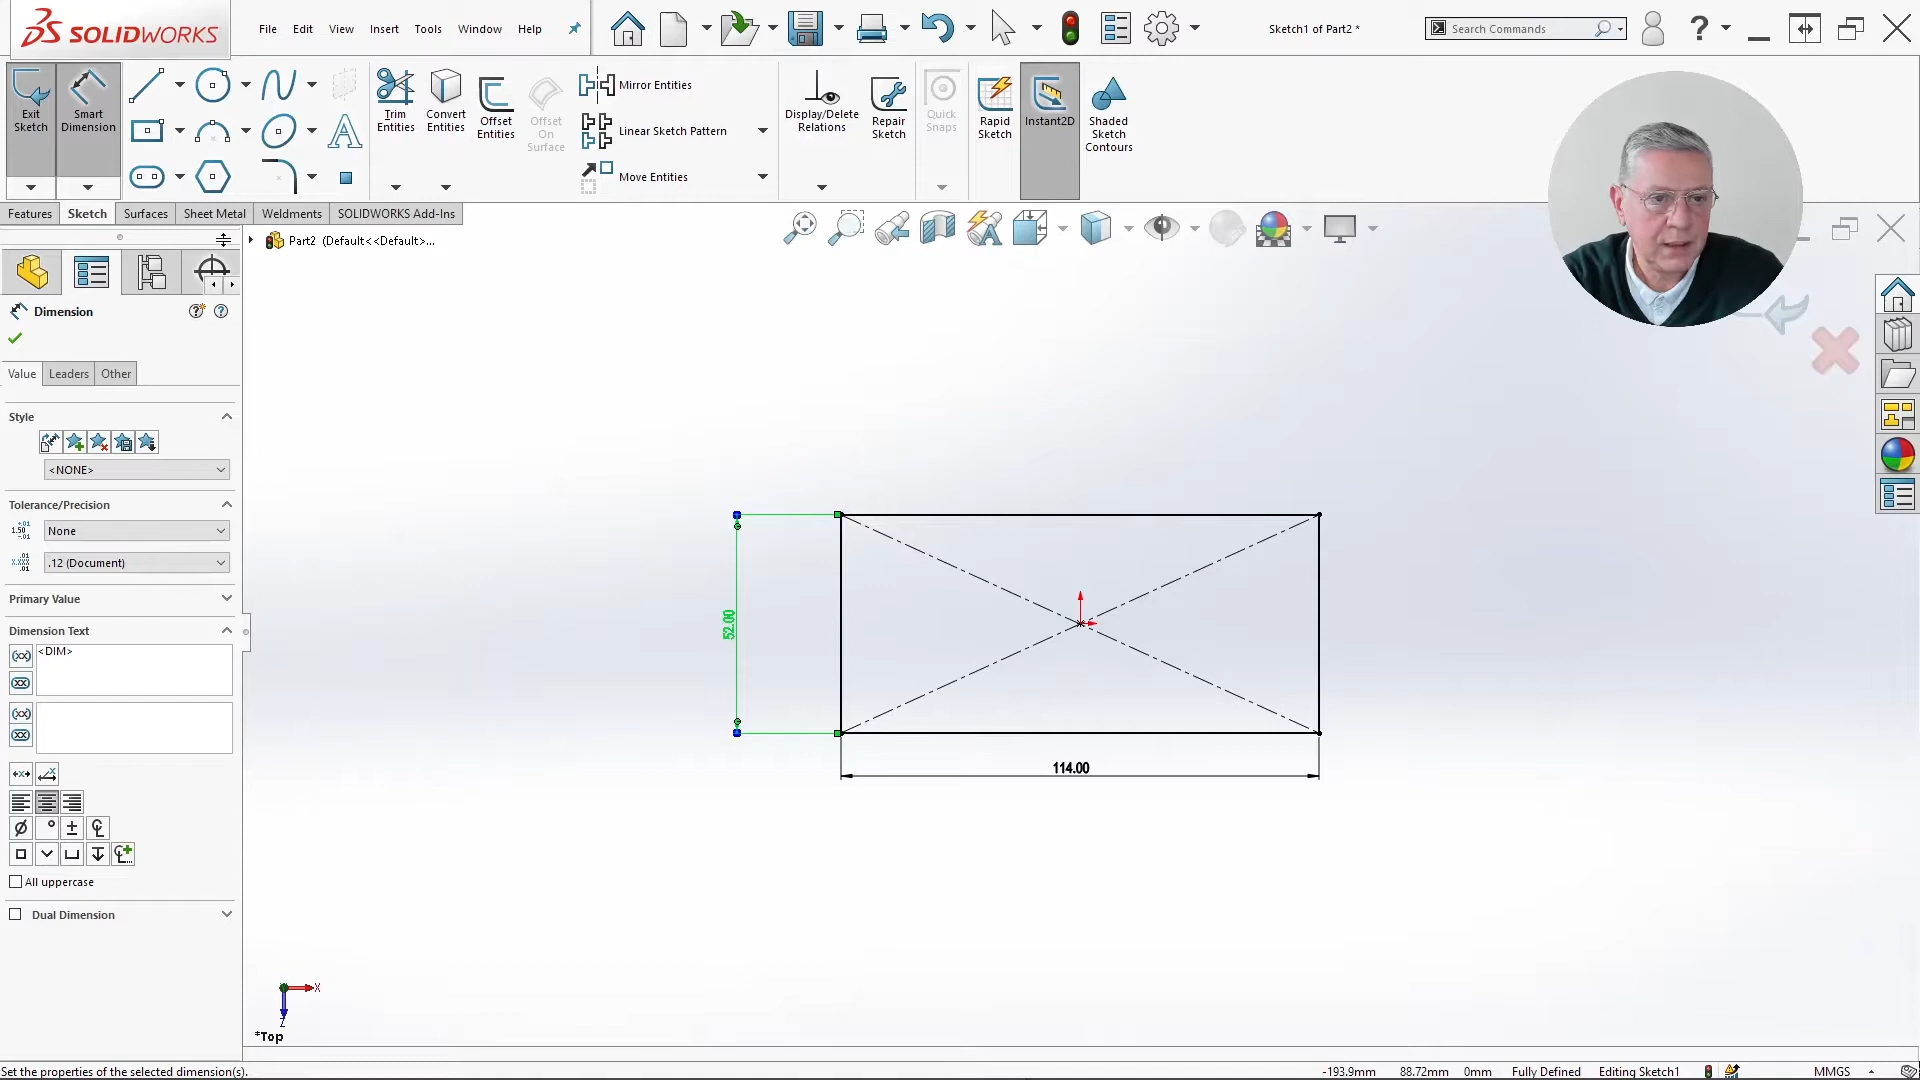 SOLIDWORKS
File Edit View Insert Tools Window Help
Sketch1 of Part2 *
Search Commands
?
Exit Sketch
Smart Dimension
Trim Entities
Convert Entities
Offset Entities
Offset On Surface
Mirror Entities
Linear Sketch Pattern
Move Entities
Display/Delete Relations
Repair Sketch
Quick Snaps
Rapid Sketch
Instant2D
Shaded Sketch Contours
Features Sketch Surfaces Sheet Metal Weldments SOLIDWORKS Add-Ins
Part2 (Default<<Default>...
Dimension
Value Leaders Other
Style
<NONE>
Tolerance/Precision
None
.12 (Document)
Primary Value
Dimension Text
<DIM>
All uppercase
Dual Dimension
52.00
114.00
X
Z
*Top
Set the properties of the selected dimension(s).
-193.9mm 88.72mm 0mm Fully Defined Editing Sketch1 MMGS